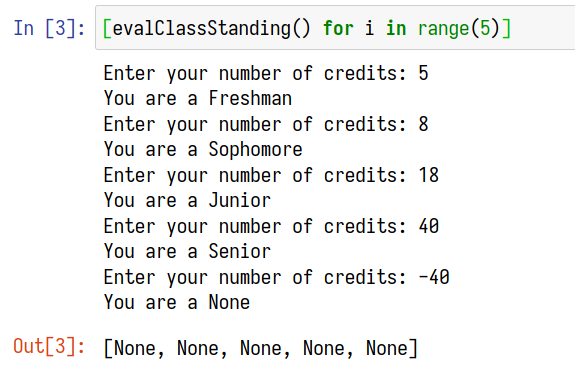 In [3]: [evalClassStanding() for i in range(5)]
Enter your number of credits: 5
You are a Freshman
Enter your number of credits: 8
You are a Sophomore
Enter your number of credits: 18
You are a Junior
Enter your number of credits: 40
You are a Senior
Enter your number of credits: -40
You are a None
Out[3]: [None, None, None, None, None]